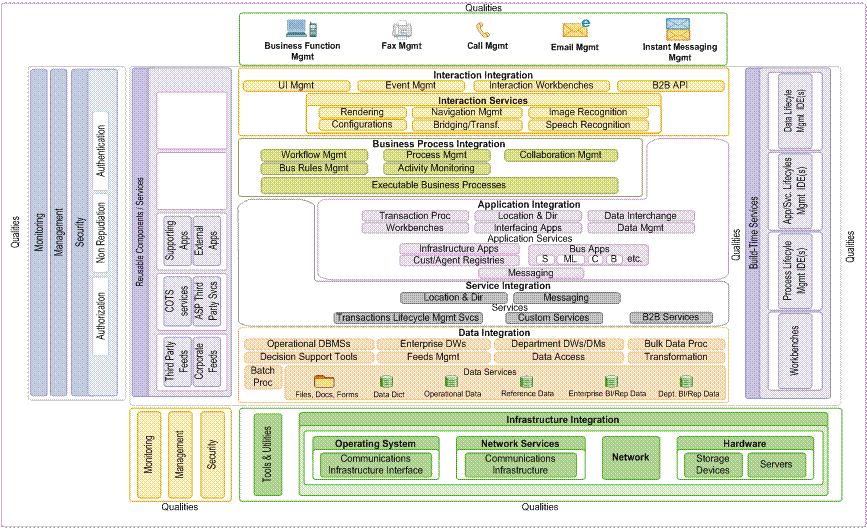 Qualities
Business Function
Mgmt
Fax Mgmt
Call Mgmt
Email Mgmt
Instant Messaging
Mgmt
Interaction Integration
UI Mgmt
Event Mgmt
Interaction Workbenches
B2B API
Interaction Services
Rendering
Navigation Mgmt
Image Recognition
Configurations
Bridging/Transf.
Speech Recognition
Business Process Integration
Workflow Mgmt
Process Mgmt
Collaboration Mgmt
Bus Rules Mgmt
Activity Monitoring
Executable Business Processes
Application Integration
Transaction Proc
Location & Dir
Data Interchange
Workbenches
Interfacing Apps
Data Mgmt
Application Services
Infrastructure Apps
Bus Apps
Cust/Agent Registries
S
ML
C
B
etc.
Messaging
Service Integration
Location & Dir
Messaging
Services
Transactions Lifecycle Mgmt Svcs
Custom Services
B2B Services
Data Integration
Operational DBMSs
Enterprise DWs
Department DWs/DMs
Bulk Data Proc
Decision Support Tools
Feeds Mgmt
Data Access
Transformation
Batch
Proc
Data Services
Files, Docs, Forms
Data Dict
Operational Data
Reference Data
Enterprise BI/Rep Data
Dept. BI/Rep Data
Qualities
Monitoring
Management
Security
Authentication
Non Repudiation
Authorization
Reusable Components / Services
Supporting
Apps
External
Apps
COTS
services
ASP Third
Party Svcs
Third Party
Feeds
Corporate
Feeds
Qualities
Build-Time Services
Data Lifecyle
Mgmt IDE(s)
App/Svc. Lifecyles
Mgmt IDE(s)
Process Lifecyle
Mgmt IDE(s)
Workbenches
Qualities
Monitoring
Management
Security
Qualities
Tools & Utilities
Infrastructure Integration
Operating System
Communications
Infrastructure Interface
Network Services
Communications
Infrastructure
Network
Hardware
Storage
Devices
Servers
Qualities